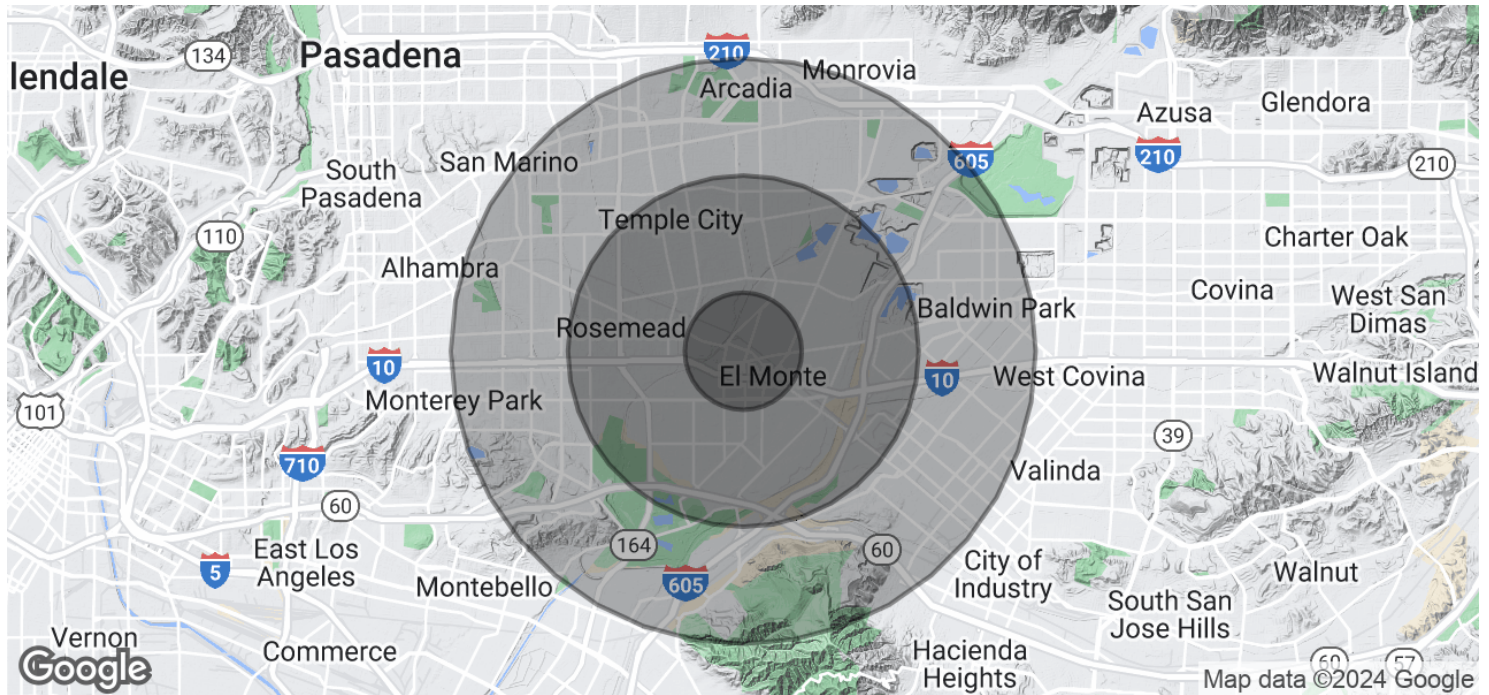 134
Pasadena
210
Monrovia
lendale
Arcadia
Azusa
Glendora
South
Pasadena
San Marino
605
210
210
110
Temple City
Charter Oak
Alhambra
Covina
West San
Dimas
Rosemead
Baldwin Park
10
El Monte
10
West Covina
Walnut Island
101
Monterey Park
39
710
Valinda
60
164
60
East Los
Angeles
5
Montebello
605
City of
Industry
Walnut
South San
Jose Hills
Vernon
Commerce
Hacienda
Heights
60
57
Google
Map data ©2024 Google